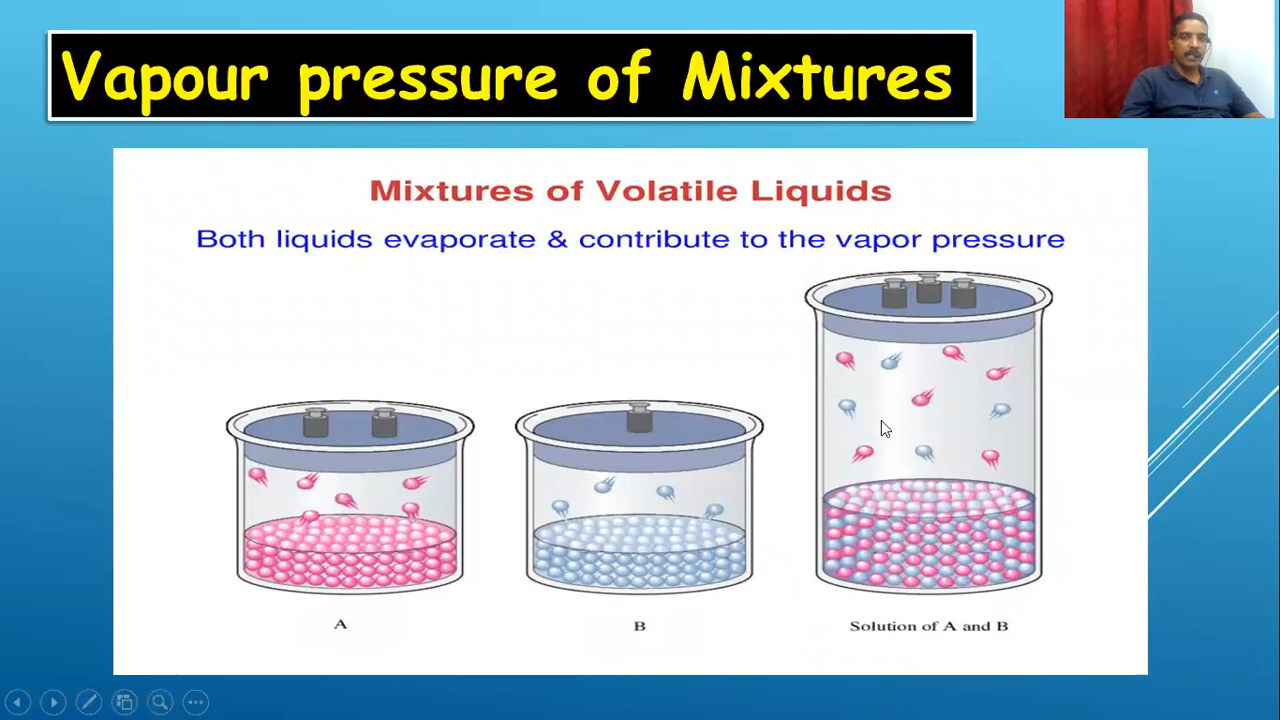 Vapour pressure of Mixtures
Mixtures of Volatile Liquids
Both liquids evaporate & contribute to the vapor pressure
A
B
Solution of A and B